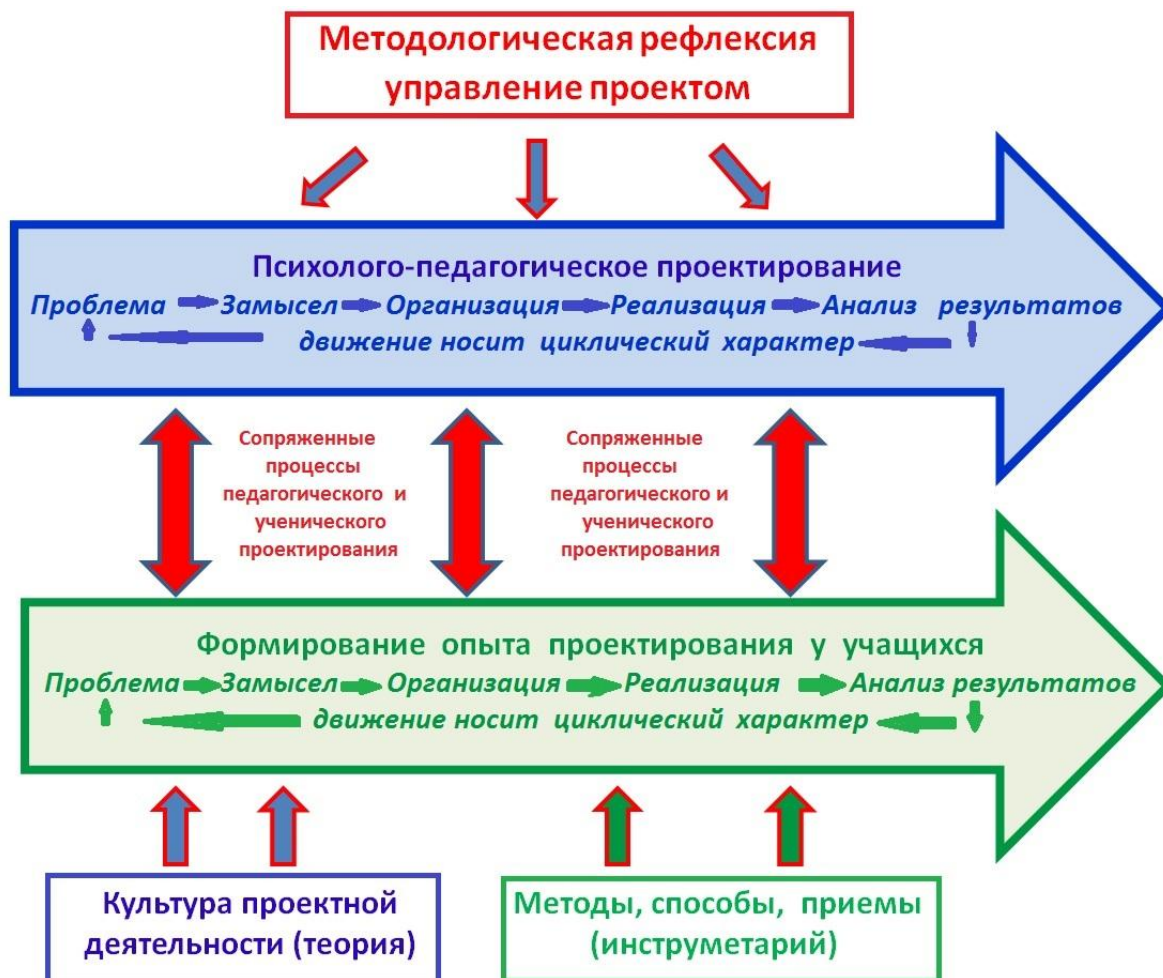 Методологическая рефлексия
управление проектом
Психолого-педагогическое проектирование
Проблема Замысел Организация Реализация Анализ результатов
движение носит циклический характер
Сопряженные
процессы
педагогического и
ученического
проектирования
Сопряженные
процессы
педагогического и
ученического
проектирования
Формирование опыта проектирования у учащихся
Проблема Замысел Организация Реализация Анализ результатов
движение носит циклический характер
Культура проектной
деятельности (теория)
Методы, способы, приемы
(инструметарий)